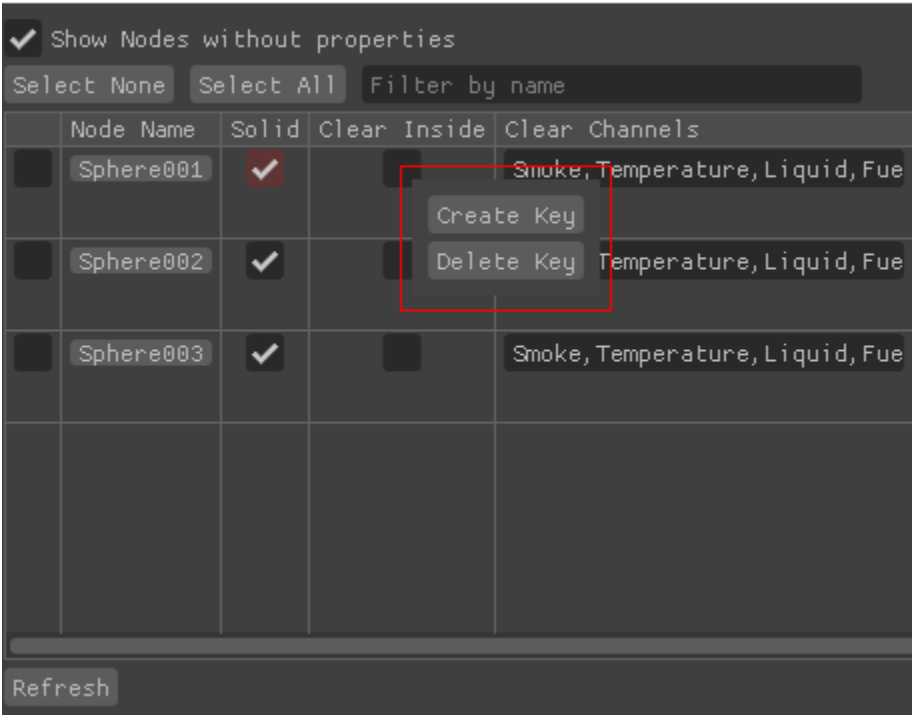 Show Nodes without properties
Select None Select All Filter by name
Node Name Solid Clear Inside Clear Channels
Sphere001 Smoke,Temperature,Liquid,Fue
Create Key
Sphere002 Delete Key Temperature,Liquid,Fue
Sphere003 Smoke,Temperature,Liquid,Fue
Refresh